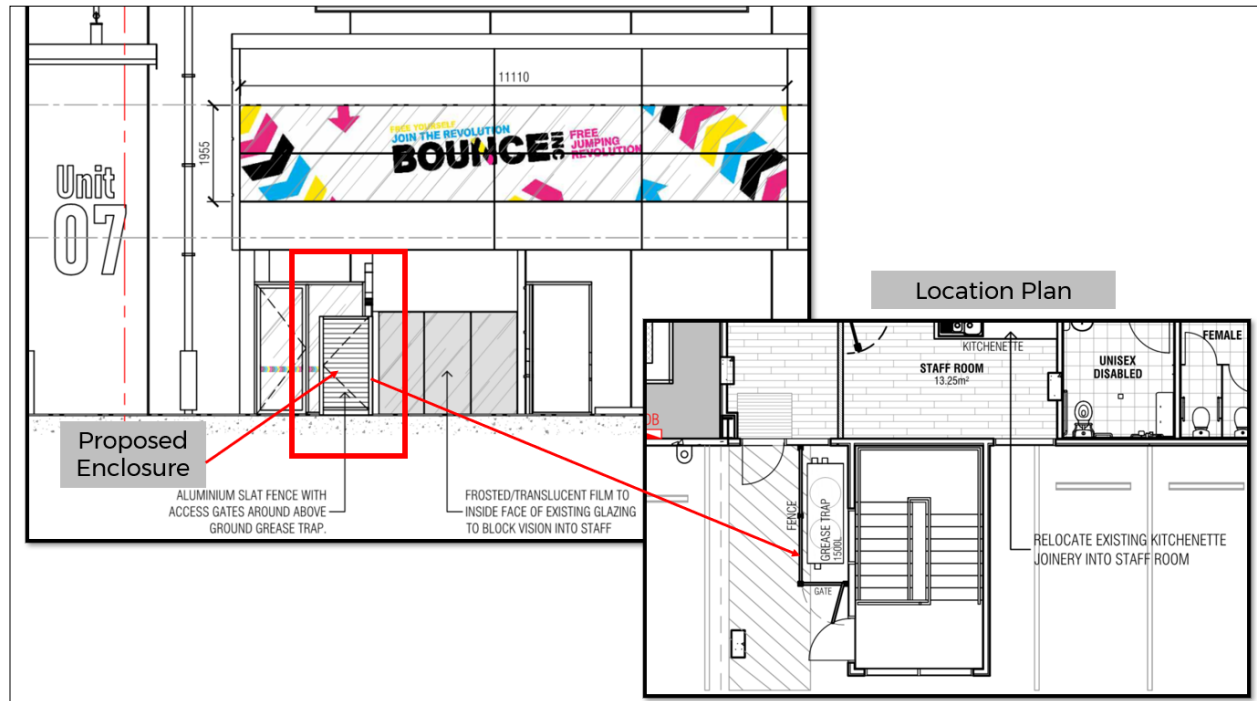 11110
1955
FREE YOURSELF
JOIN THE REVOLUTION
BOUNCE INC
FREE
JUMPING
REVOLUTION
Unit
07
Proposed
Enclosure
ALUMINIUM SLAT FENCE WITH
ACCESS GATES AROUND ABOVE
GROUND GREASE TRAP.
FROSTED/TRANSLUCENT FILM TO
INSIDE FACE OF EXISTING GLAZING
TO BLOCK VISION INTO STAFF
Location Plan
KITCHENETTE
STAFF ROOM
13.25m²
UNISEX
DISABLED
FEMALE
DB
FENCE
GREASE TRAP
1500L
GATE
RELOCATE EXISTING KITCHENETTE
JOINERY INTO STAFF ROOM